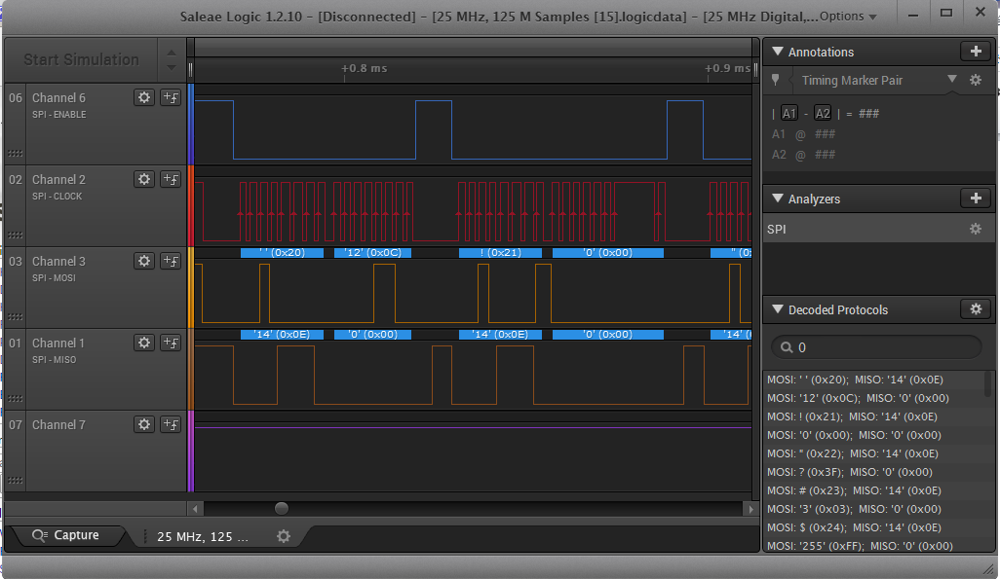 Saleae Logic 1.2.10 - [Disconnected] - [25 MHz, 125 M Samples [15].logicdata] - [25 MHz Digital,... Options
Start Simulation
+0.8 ms +0.9 ms
06 Channel 6
SPI - ENABLE
02 Channel 2
SPI - CLOCK
' ' (0x20) '12' (0x0C) ! (0x21) '0' (0x00) " (0:
03 Channel 3
SPI - MOSI
'14' (0x0E) '0' (0x00) '14' (0x0E) '0' (0x00) '14' (
01 Channel 1
SPI - MISO
07 Channel 7
Capture
25 MHz, 125 ...
Annotations
Timing Marker Pair
| A1 - A2 | = ###
A1 @ ###
A2 @ ###
Analyzers
SPI
Decoded Protocols
0
MOSI: ' ' (0x20); MISO: '14' (0x0E)
MOSI: '12' (0x0C); MISO: '0' (0x00)
MOSI: ! (0x21); MISO: '14' (0x0E)
MOSI: '0' (0x00); MISO: '0' (0x00)
MOSI: " (0x22); MISO: '14' (0x0E)
MOSI: ? (0x3F); MISO: '0' (0x00)
MOSI: # (0x23); MISO: '14' (0x0E)
MOSI: '3' (0x03); MISO: '0' (0x00)
MOSI: $ (0x24); MISO: '14' (0x0E)
MOSI: '255' (0xFF); MISO: '0' (0x00)